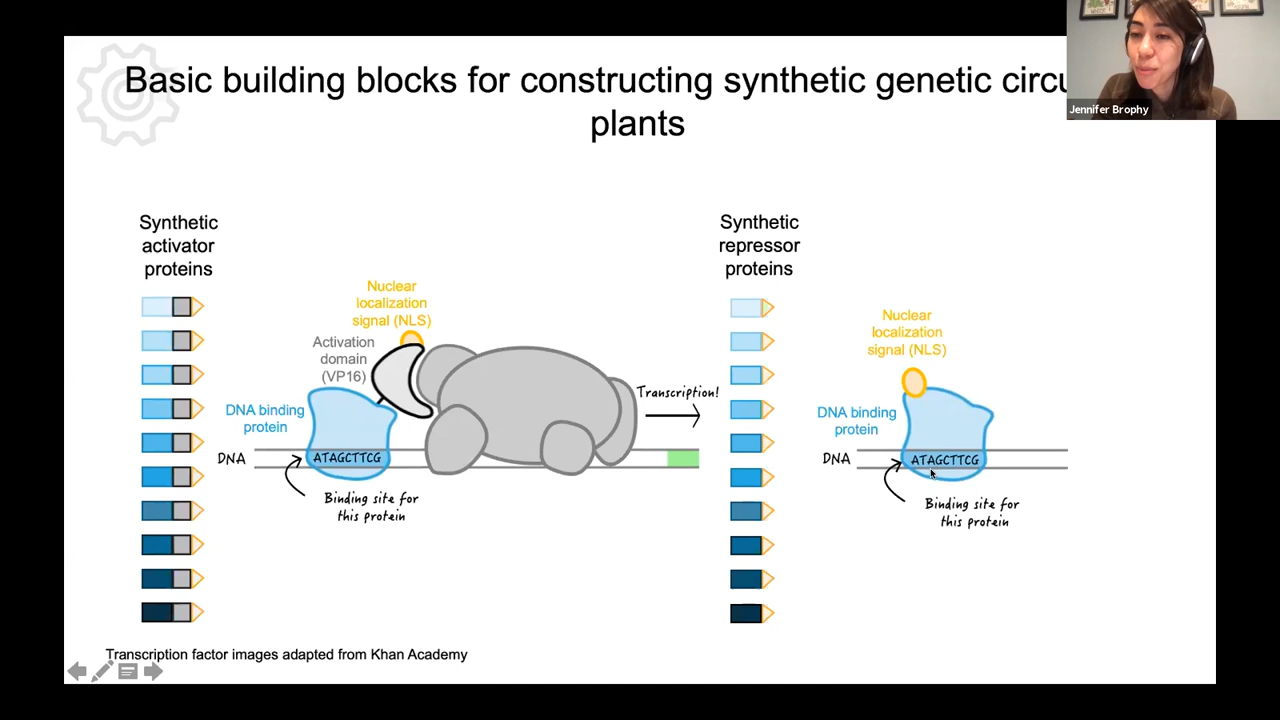 Basic building blocks for constructing synthetic genetic circu
plants
Jennifer Brophy
Synthetic
activator
proteins
Nuclear
localization
signal (NLS)
Activation
domain
(VP16)
DNA binding
protein
DNA
ATAGCTTCG
Binding site for
this protein
Transcription!
Synthetic
repressor
proteins
Nuclear
localization
signal (NLS)
DNA binding
protein
DNA
ATAGCTTCG
Binding site for
this protein
Transcription factor images adapted from Khan Academy